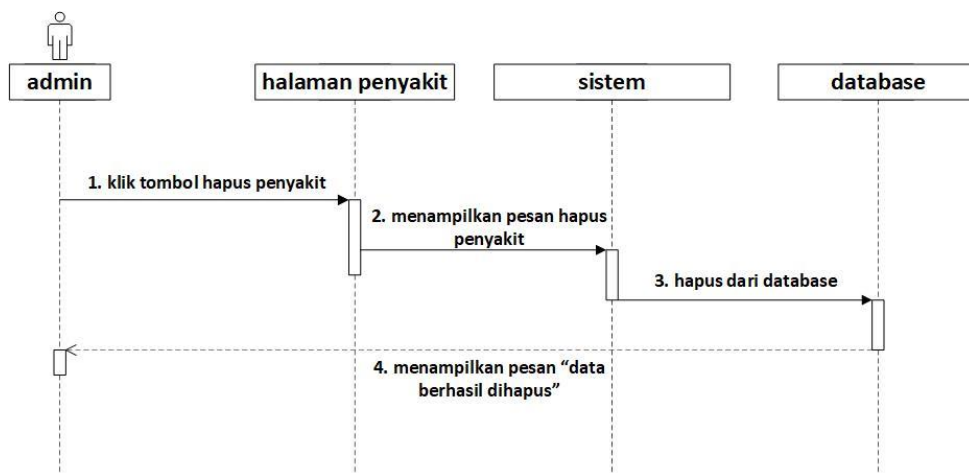 admin
halaman penyakit
sistem
database
1. klik tombol hapus penyakit
2. menampilkan pesan hapus
penyakit
3. hapus dari database
4. menampilkan pesan “data
berhasil dihapus”